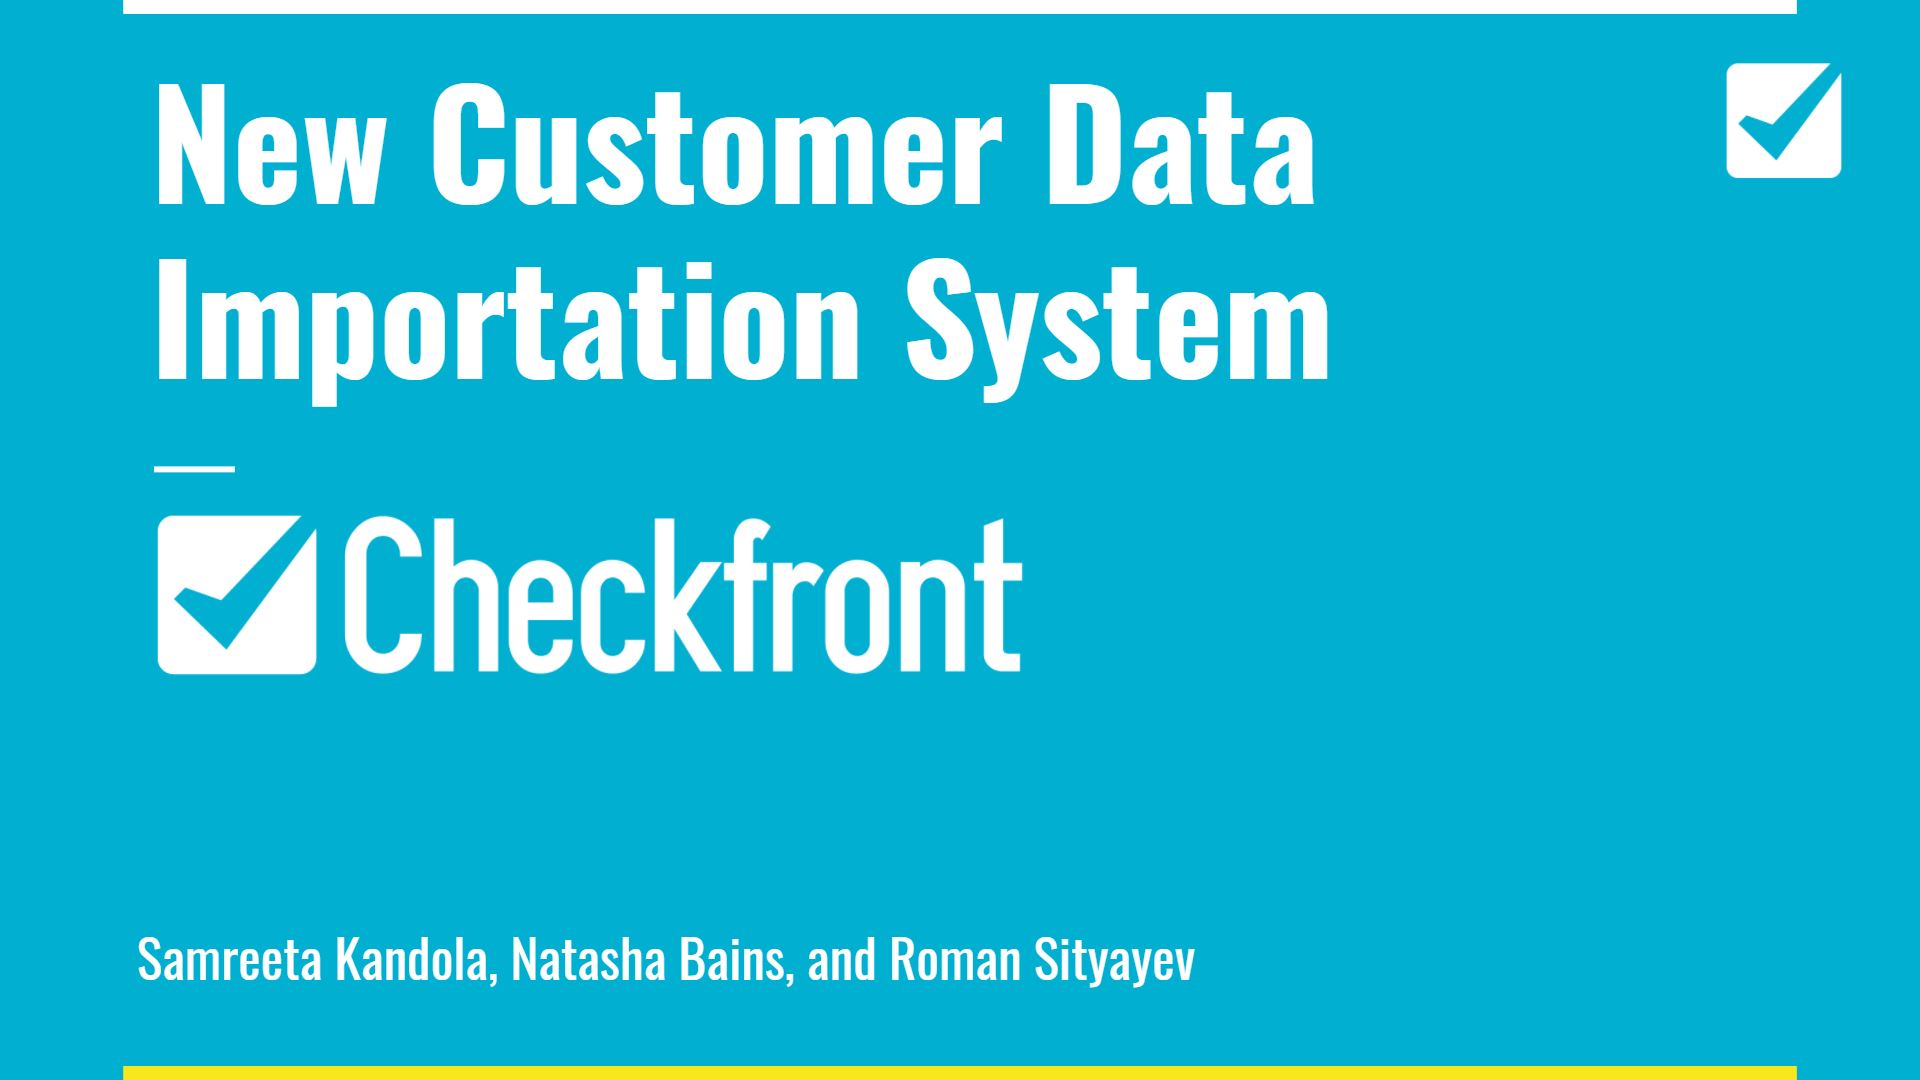 New Customer Data
Importation System
Checkfront
Samreeta Kandola, Natasha Bains, and Roman Sityayev